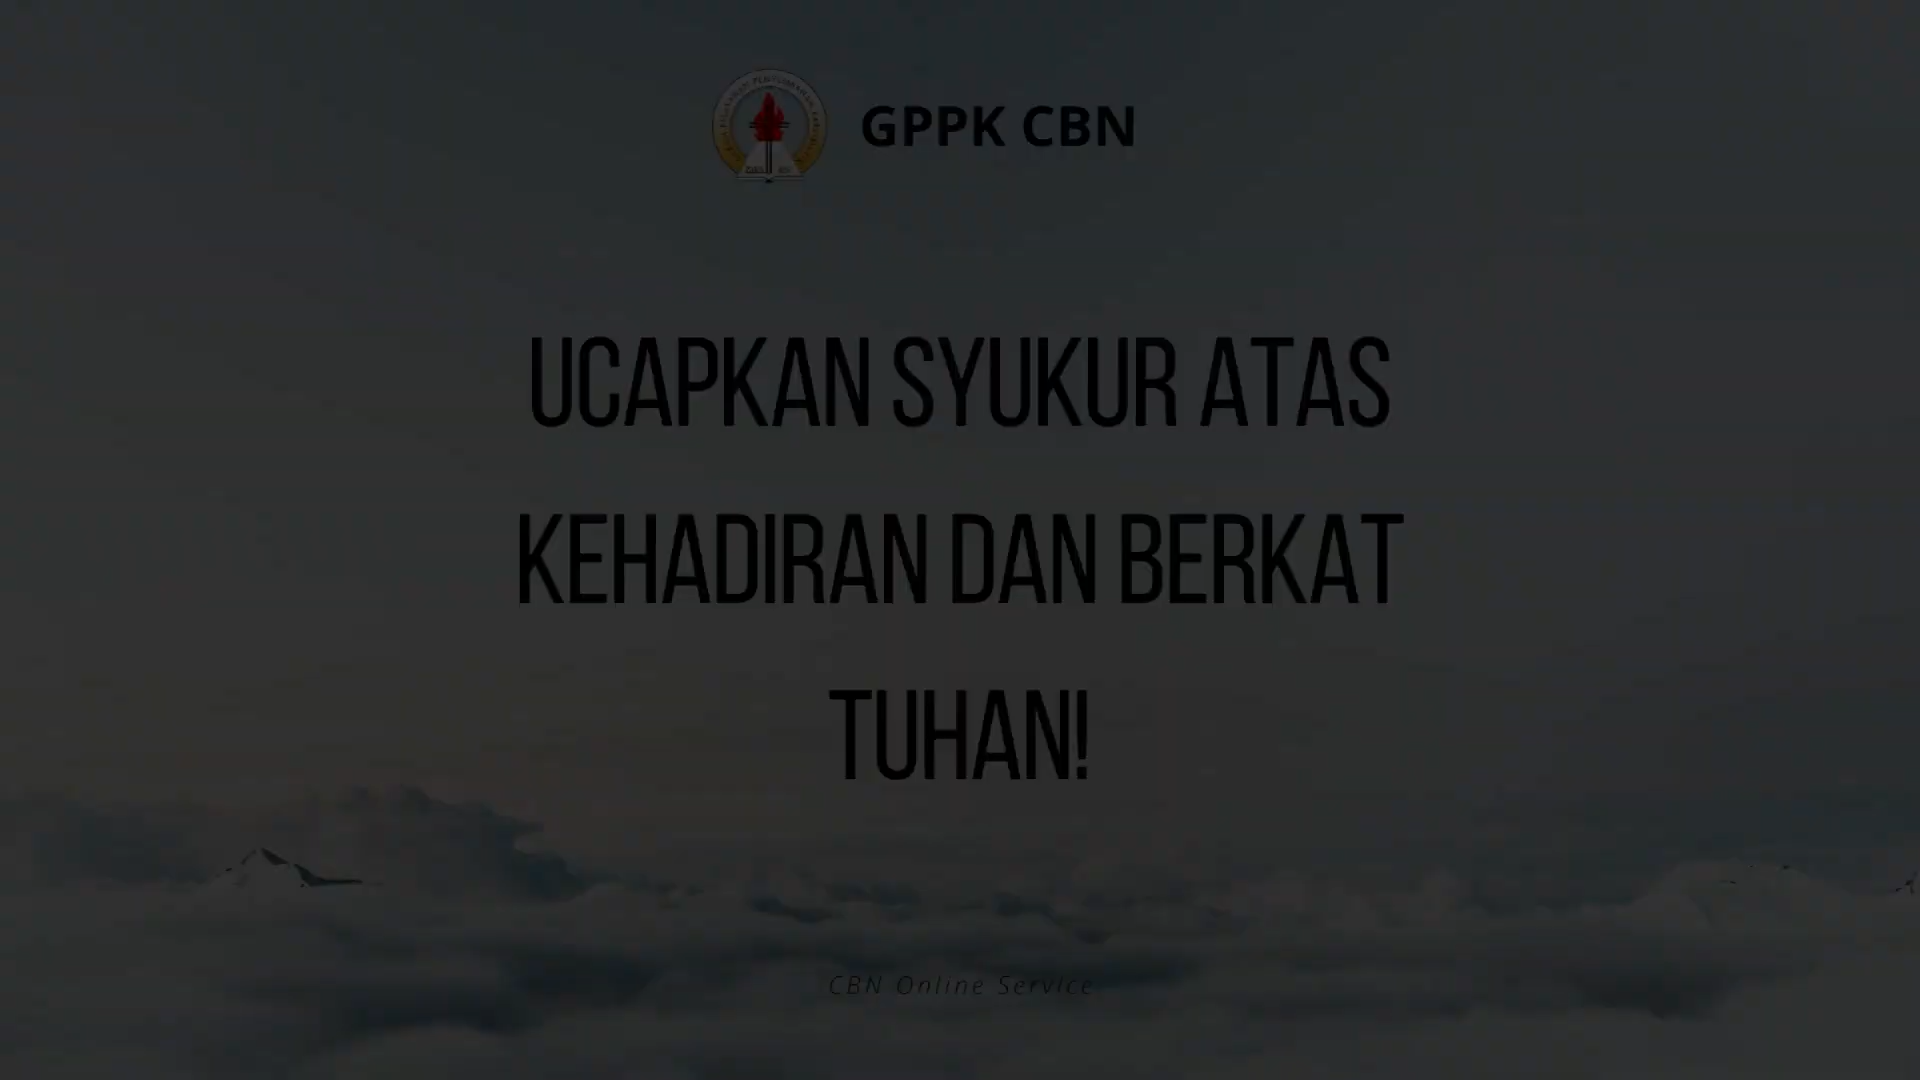 GPPK CBN
UCAPKAN SYUKUR ATAS
KEHADIRAN DAN BERKAT
TUHAN!
CBN Online Service